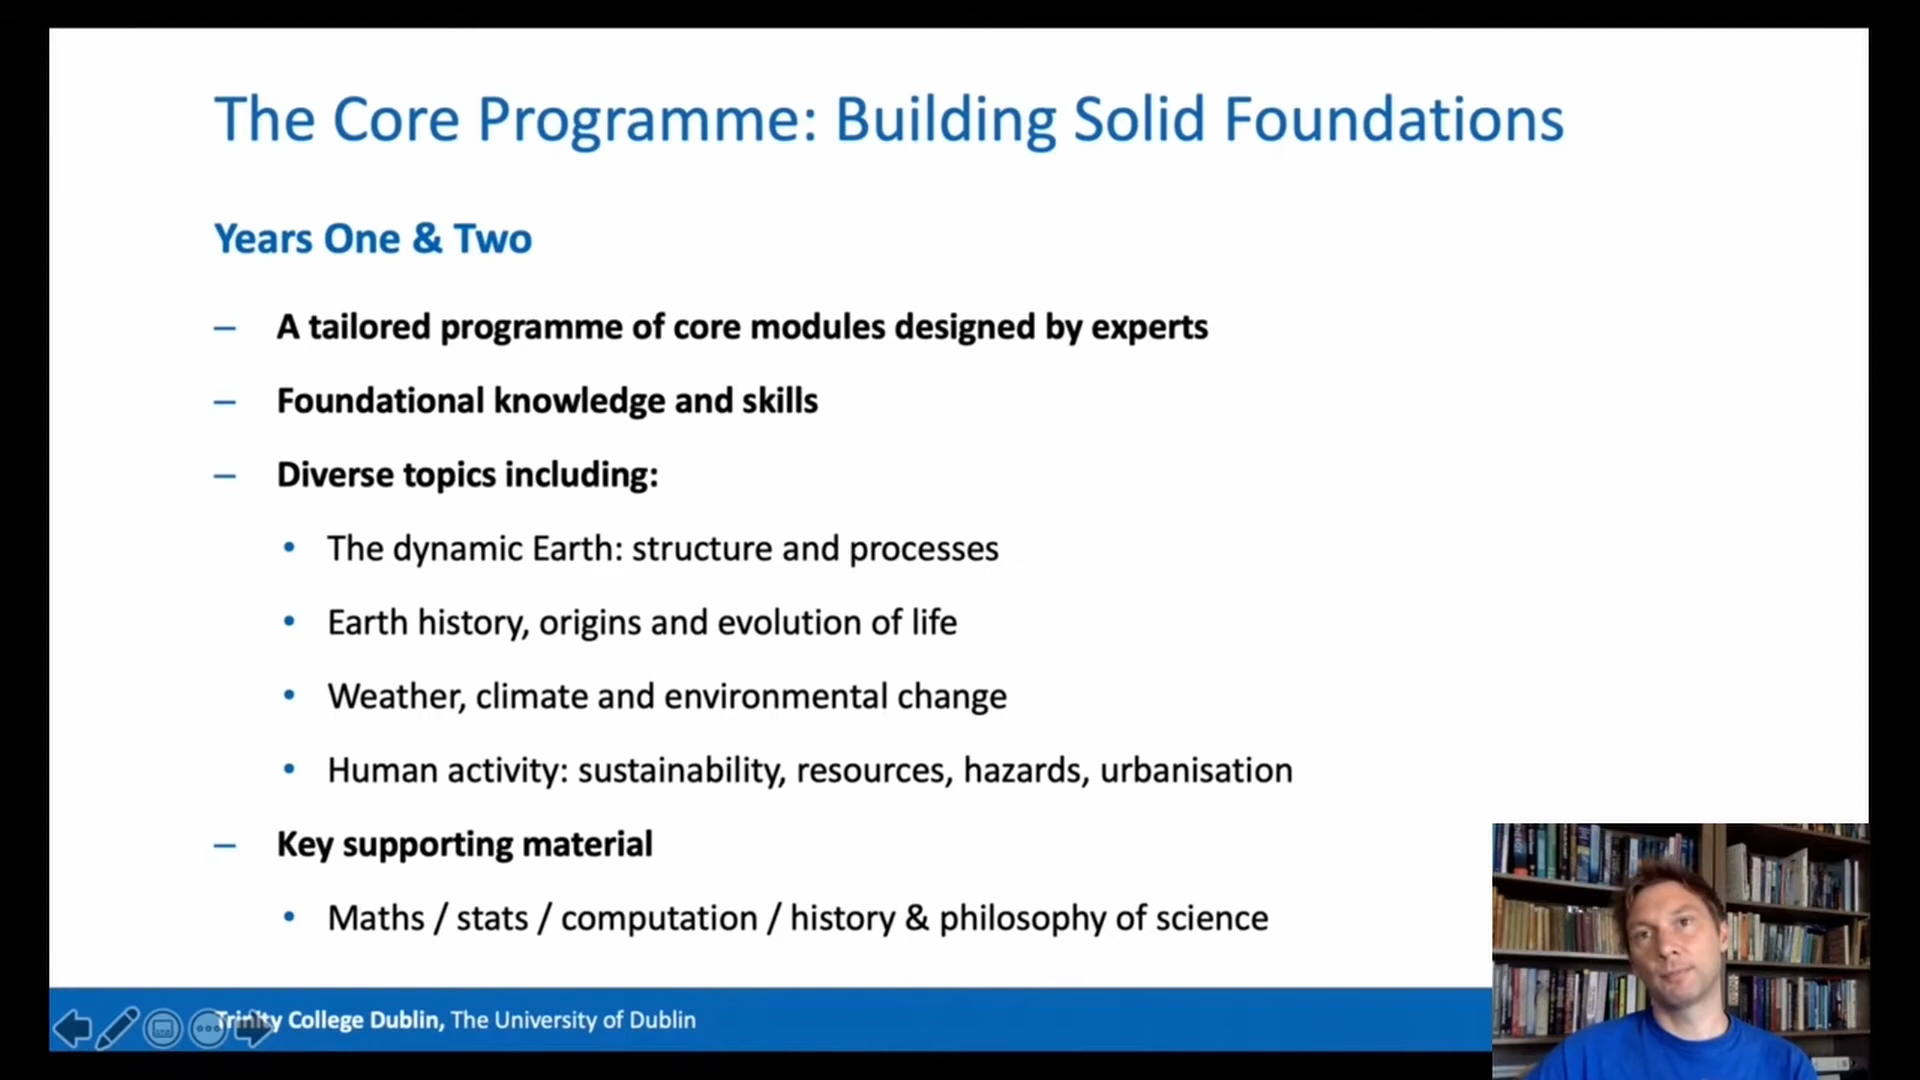 The Core Programme: Building Solid Foundations
Years One & Two
– A tailored programme of core modules designed by experts
– Foundational knowledge and skills
– Diverse topics including:
• The dynamic Earth: structure and processes
• Earth history, origins and evolution of life
• Weather, climate and environmental change
• Human activity: sustainability, resources, hazards, urbanisation
– Key supporting material
• Maths / stats / computation / history & philosophy of science
Trinity College Dublin, The University of Dublin